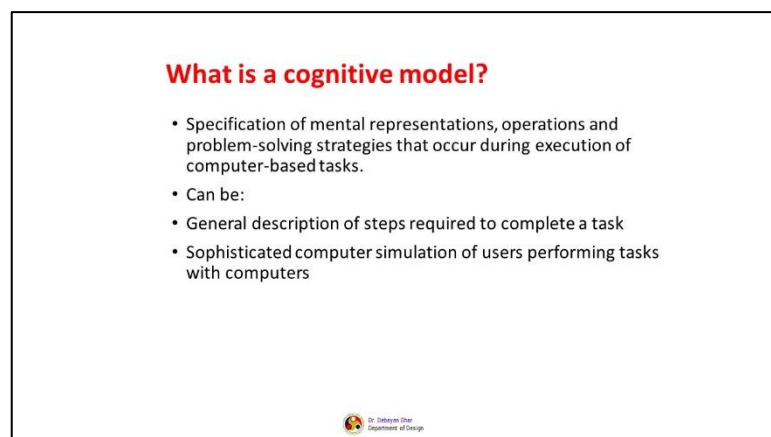 What is a cognitive model?
• Specification of mental representations, operations and
problem-solving strategies that occur during execution of
computer-based tasks.
• Can be:
• General description of steps required to complete a task
• Sophisticated computer simulation of users performing tasks
with computers
Dr. Debayan Dhar
Department of Design